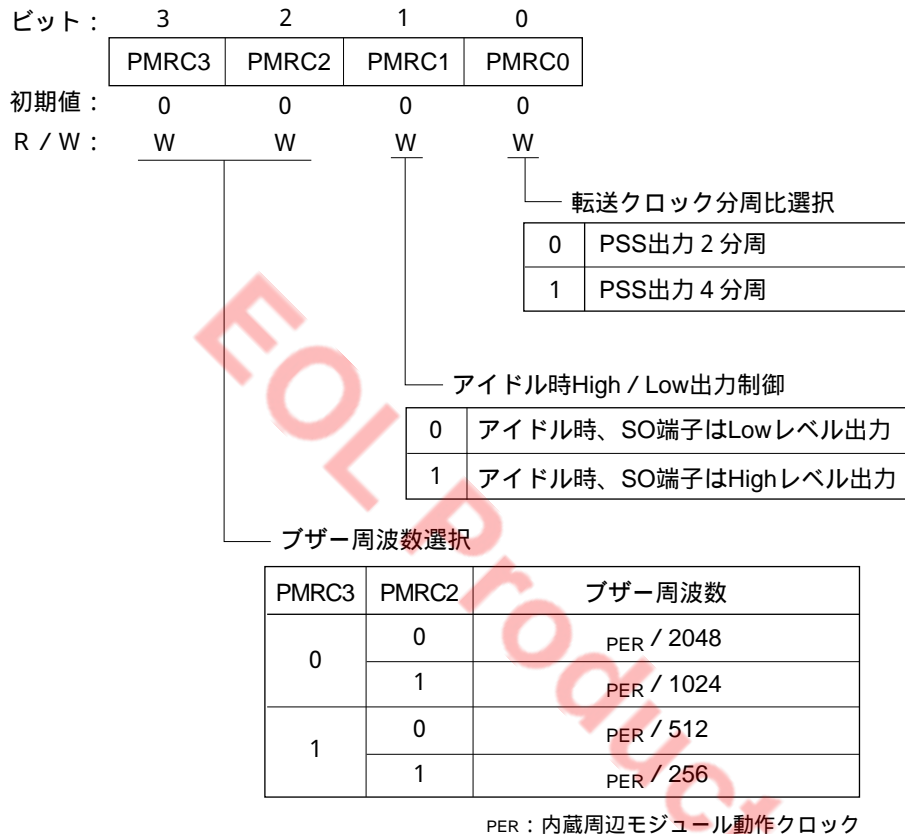 ビット： 3 2 1 0
PMRC3 PMRC2 PMRC1 PMRC0
初期値： 0 0 0 0
R／W： W W W W
転送クロック分周比選択
0 PSS出力２分周
1 PSS出力４分周
アイドル時High／Low出力制御
0 アイドル時、SO端子はLowレベル出力
1 アイドル時、SO端子はHighレベル出力
ブザー周波数選択
PMRC3 PMRC2 ブザー周波数
0 0 PER／2048
1 PER／1024
1 0 PER／512
1 PER／256
PER：内蔵周辺モジュール動作クロック
EOL Product